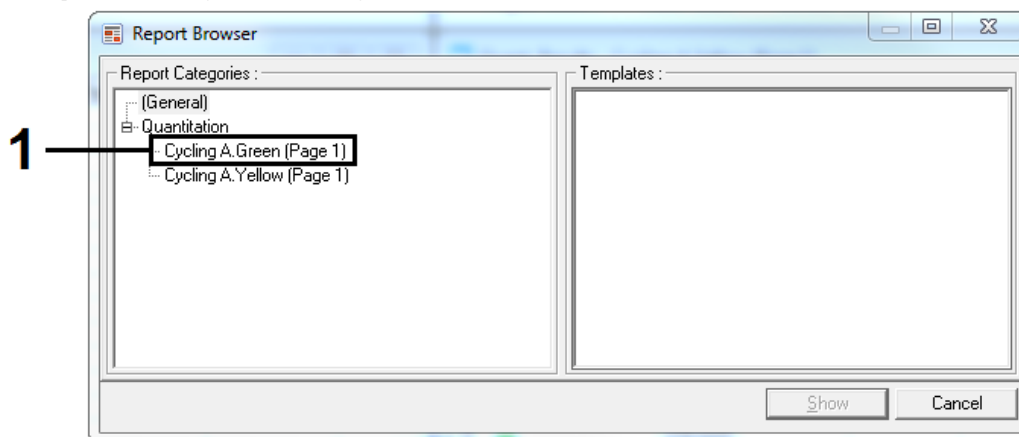 Report Browser
Report Categories :
Templates :
(General)
Quantitation
1
Cycling A.Green (Page 1)
Cycling A.Yellow (Page 1)
Show
Cancel